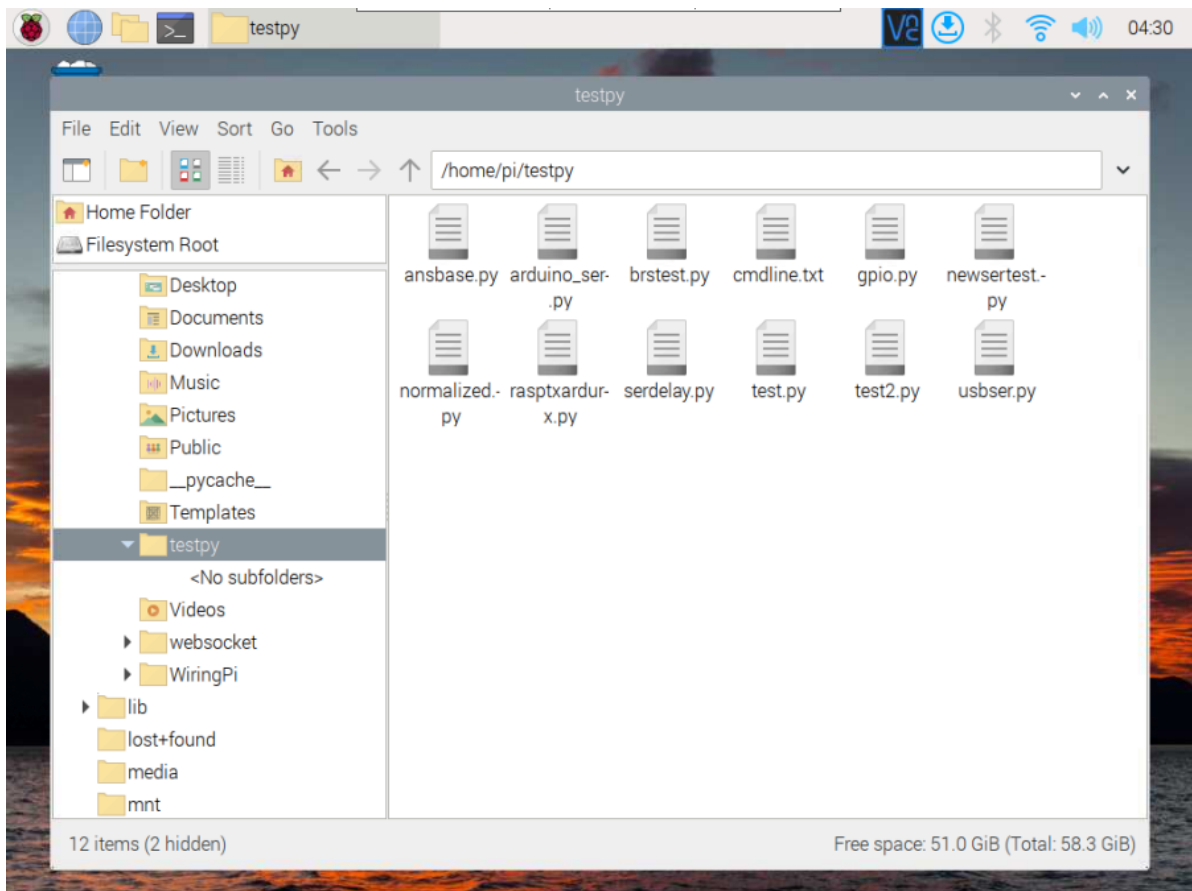 testpy
04:30
testpy
File Edit View Sort Go Tools
/home/pi/testpy
Home Folder
Filesystem Root
Desktop
Documents
Downloads
Music
Pictures
Public
__pycache__
Templates
testpy
<No subfolders>
Videos
websocket
WiringPi
lib
lost+found
media
mnt
ansbase.py arduino_ser- brstest.py cmdline.txt gpio.py newsertest.-
.py py
normalized.- rasptxardur- serdelay.py test.py test2.py usbser.py
py x.py
12 items (2 hidden) Free space: 51.0 GiB (Total: 58.3 GiB)